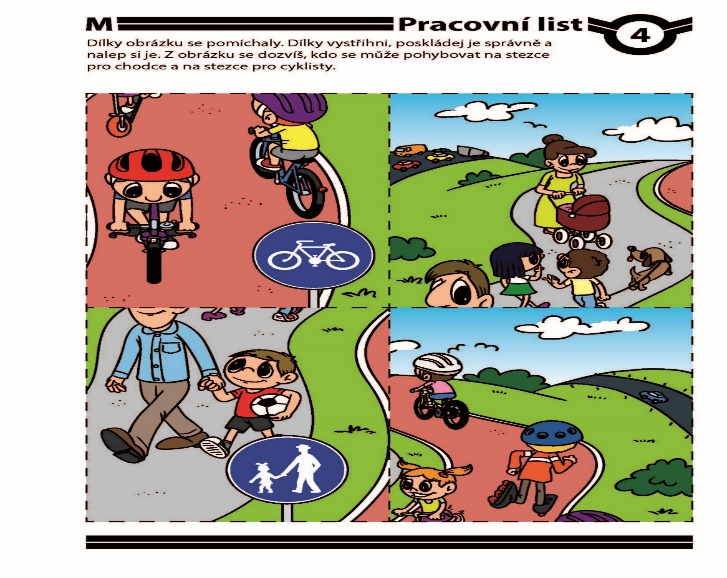 M Pracovní list 4
Dílky obrázku se pomíchaly. Dílky vystřihni, poskládej je správně a
nalep si je. Z obrázku se dozvíš, kdo se může pohybovat na stezce
pro chodce a na stezce pro cyklisty.